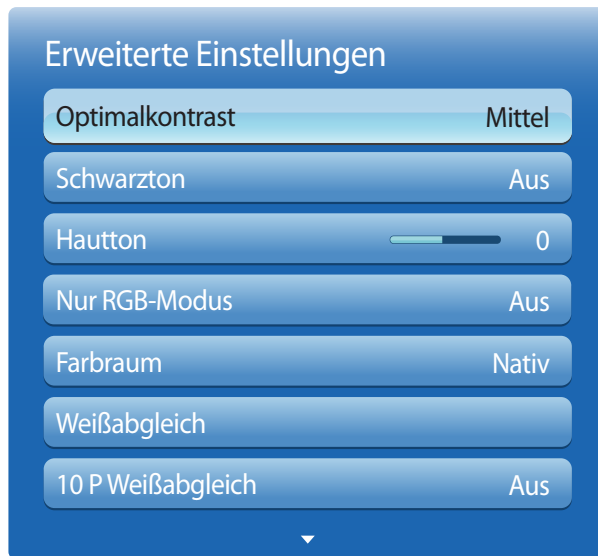 Erweiterte Einstellungen
Optimalkontrast Mittel
Schwarzton Aus
Hautton 0
Nur RGB-Modus Aus
Farbraum Nativ
Weißabgleich
10 P Weißabgleich Aus